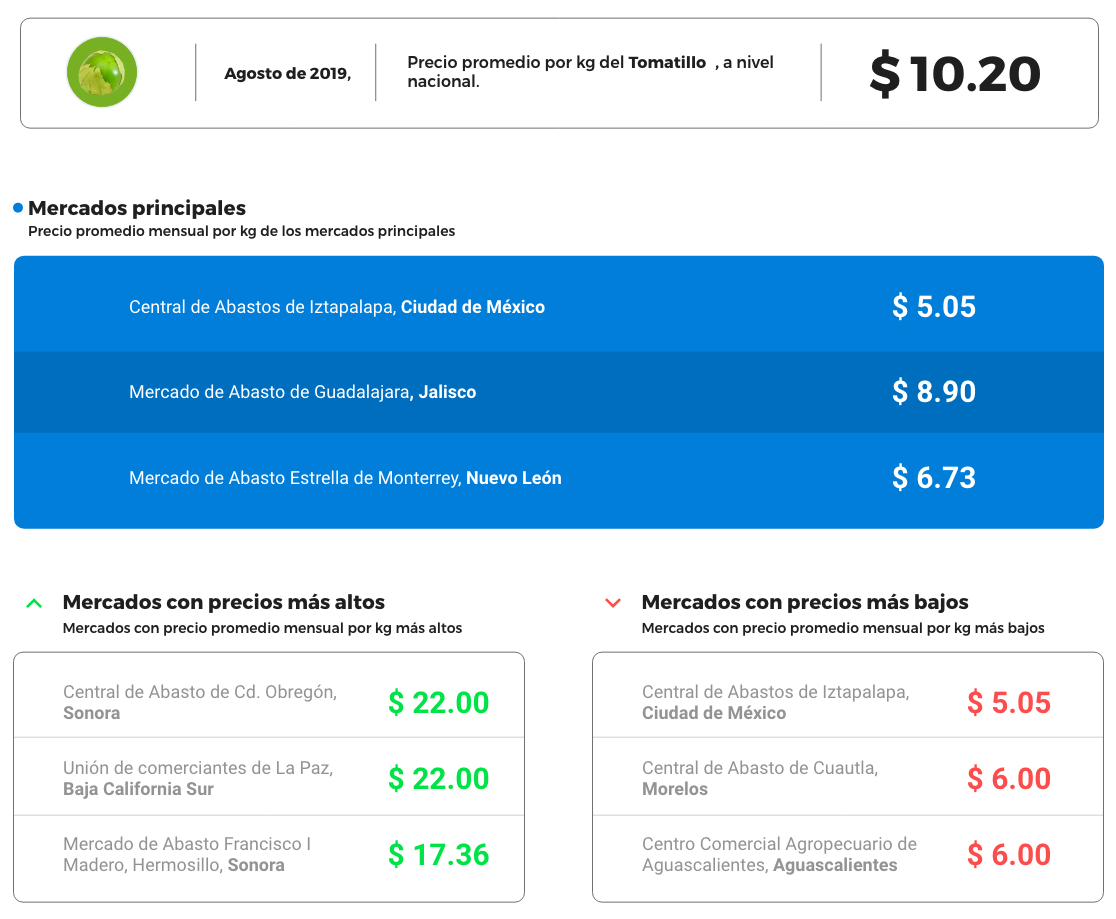 Agosto de 2019,
Precio promedio por kg del Tomatillo , a nivel
nacional.
$ 10.20
Mercados principales
Precio promedio mensual por kg de los mercados principales
Central de Abastos de Iztapalapa, Ciudad de México
$ 5.05
Mercado de Abasto de Guadalajara, Jalisco
$ 8.90
Mercado de Abasto Estrella de Monterrey, Nuevo León
$ 6.73
Mercados con precios más altos
Mercados con precio promedio mensual por kg más altos
Central de Abasto de Cd. Obregón,
Sonora
$ 22.00
Unión de comerciantes de La Paz,
Baja California Sur
$ 22.00
Mercado de Abasto Francisco I
Madero, Hermosillo, Sonora
$ 17.36
Mercados con precios más bajos
Mercados con precio promedio mensual por kg más bajos
Central de Abastos de Iztapalapa,
Ciudad de México
$ 5.05
Central de Abasto de Cuautla,
Morelos
$ 6.00
Centro Comercial Agropecuario de
Aguascalientes, Aguascalientes
$ 6.00